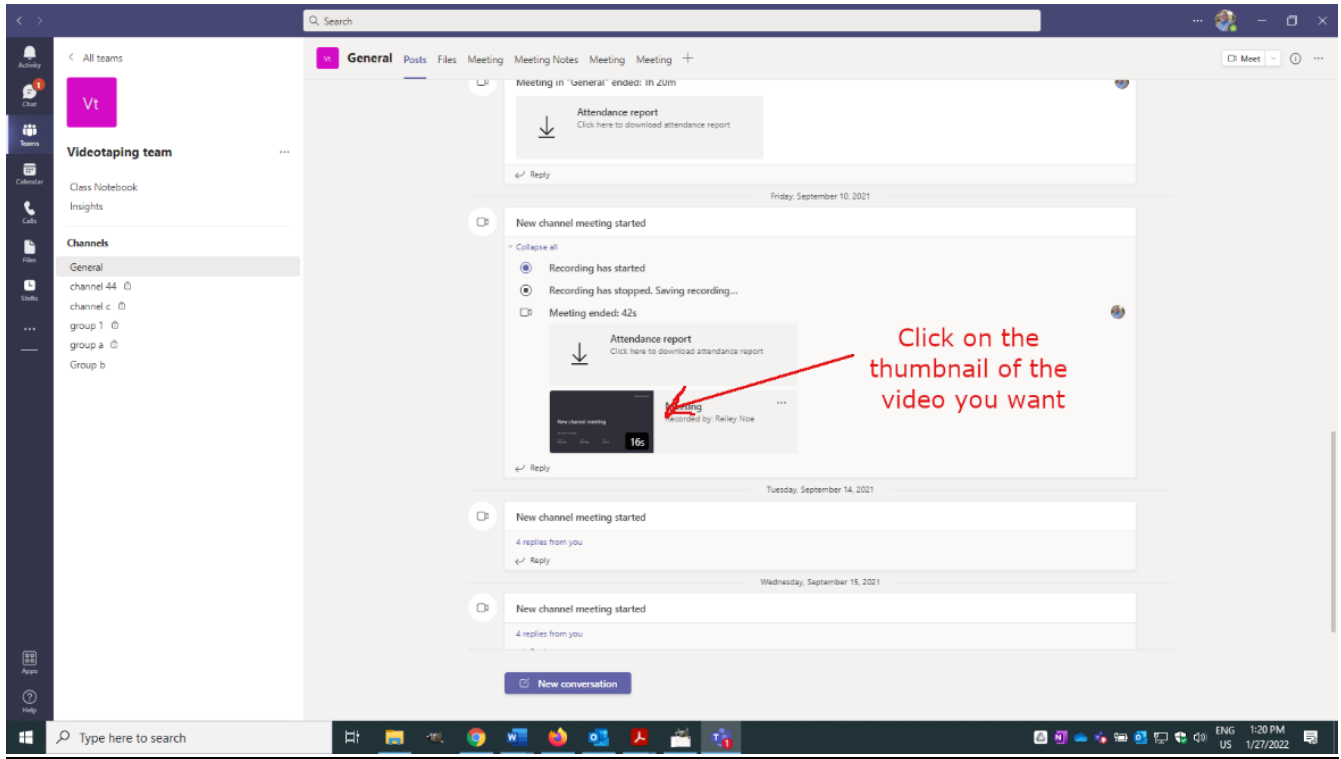 Search
Activity
Chat
1
Teams
Calendar
Calls
Files
Shifts
Apps
Help
All teams
Vt
Videotaping team
Class Notebook
Insights
Channels
General
channel 44
channel c
group 1
group a
Group b
Vt General Posts Files Meeting Meeting Notes Meeting Meeting
Meet
Meeting in "General" ended: 1h 20m
Attendance report
Click here to download attendance report
Reply
Friday, September 10, 2021
New channel meeting started
Collapse all
Recording has started
Recording has stopped. Saving recording...
Meeting ended: 42s
Attendance report
Click here to download attendance report
New channel meeting
16s
Meeting
Recorded by: Reiley Noe
Reply
Click on the
thumbnail of the
video you want
Tuesday, September 14, 2021
New channel meeting started
4 replies from you
Reply
Wednesday, September 15, 2021
New channel meeting started
4 replies from you
New conversation
Type here to search
ENG
US
1:20 PM
1/27/2022